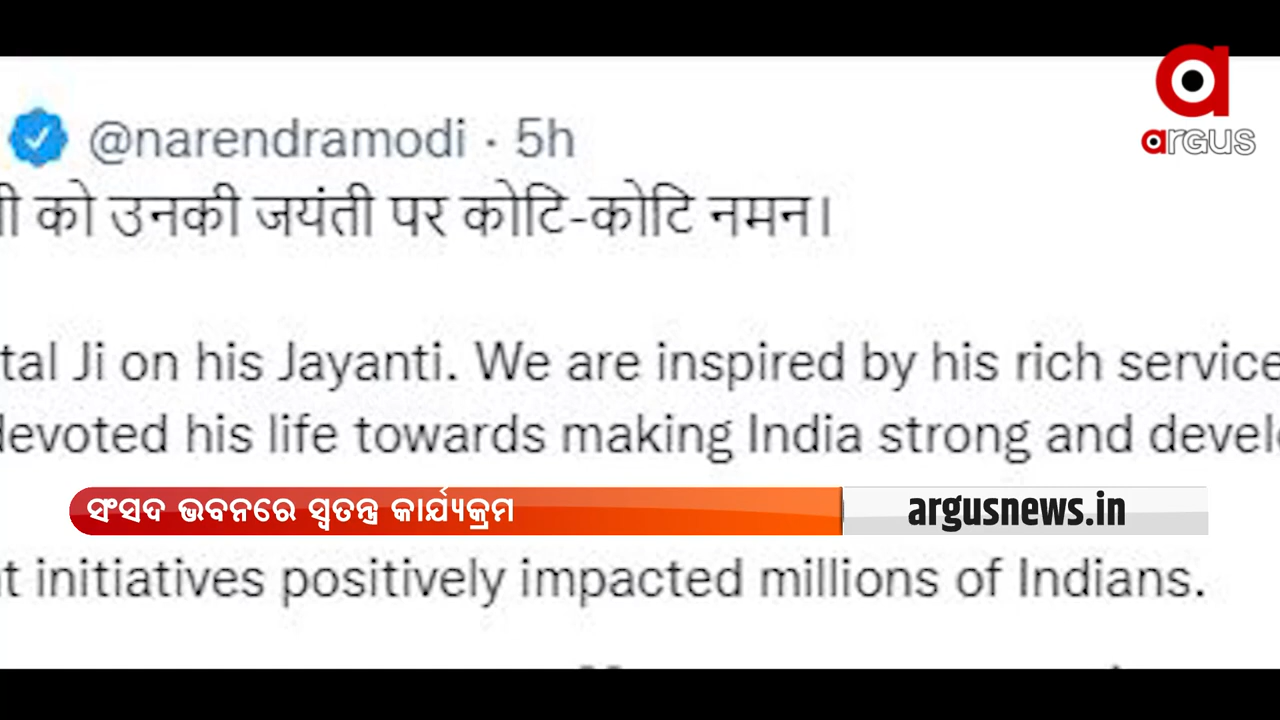 argus
@narendramodi · 5h
को उनकी जयंती पर कोटि-कोटि नमन।
Ji on his Jayanti. We are inspired by his rich service
devoted his life towards making India strong and
ସଂସଦ ଭବନରେ ସ୍ୱତନ୍ତ୍ର କାର୍ଯ୍ୟକ୍ରମ
argusnews.in
initiatives positively impacted millions of Indians.